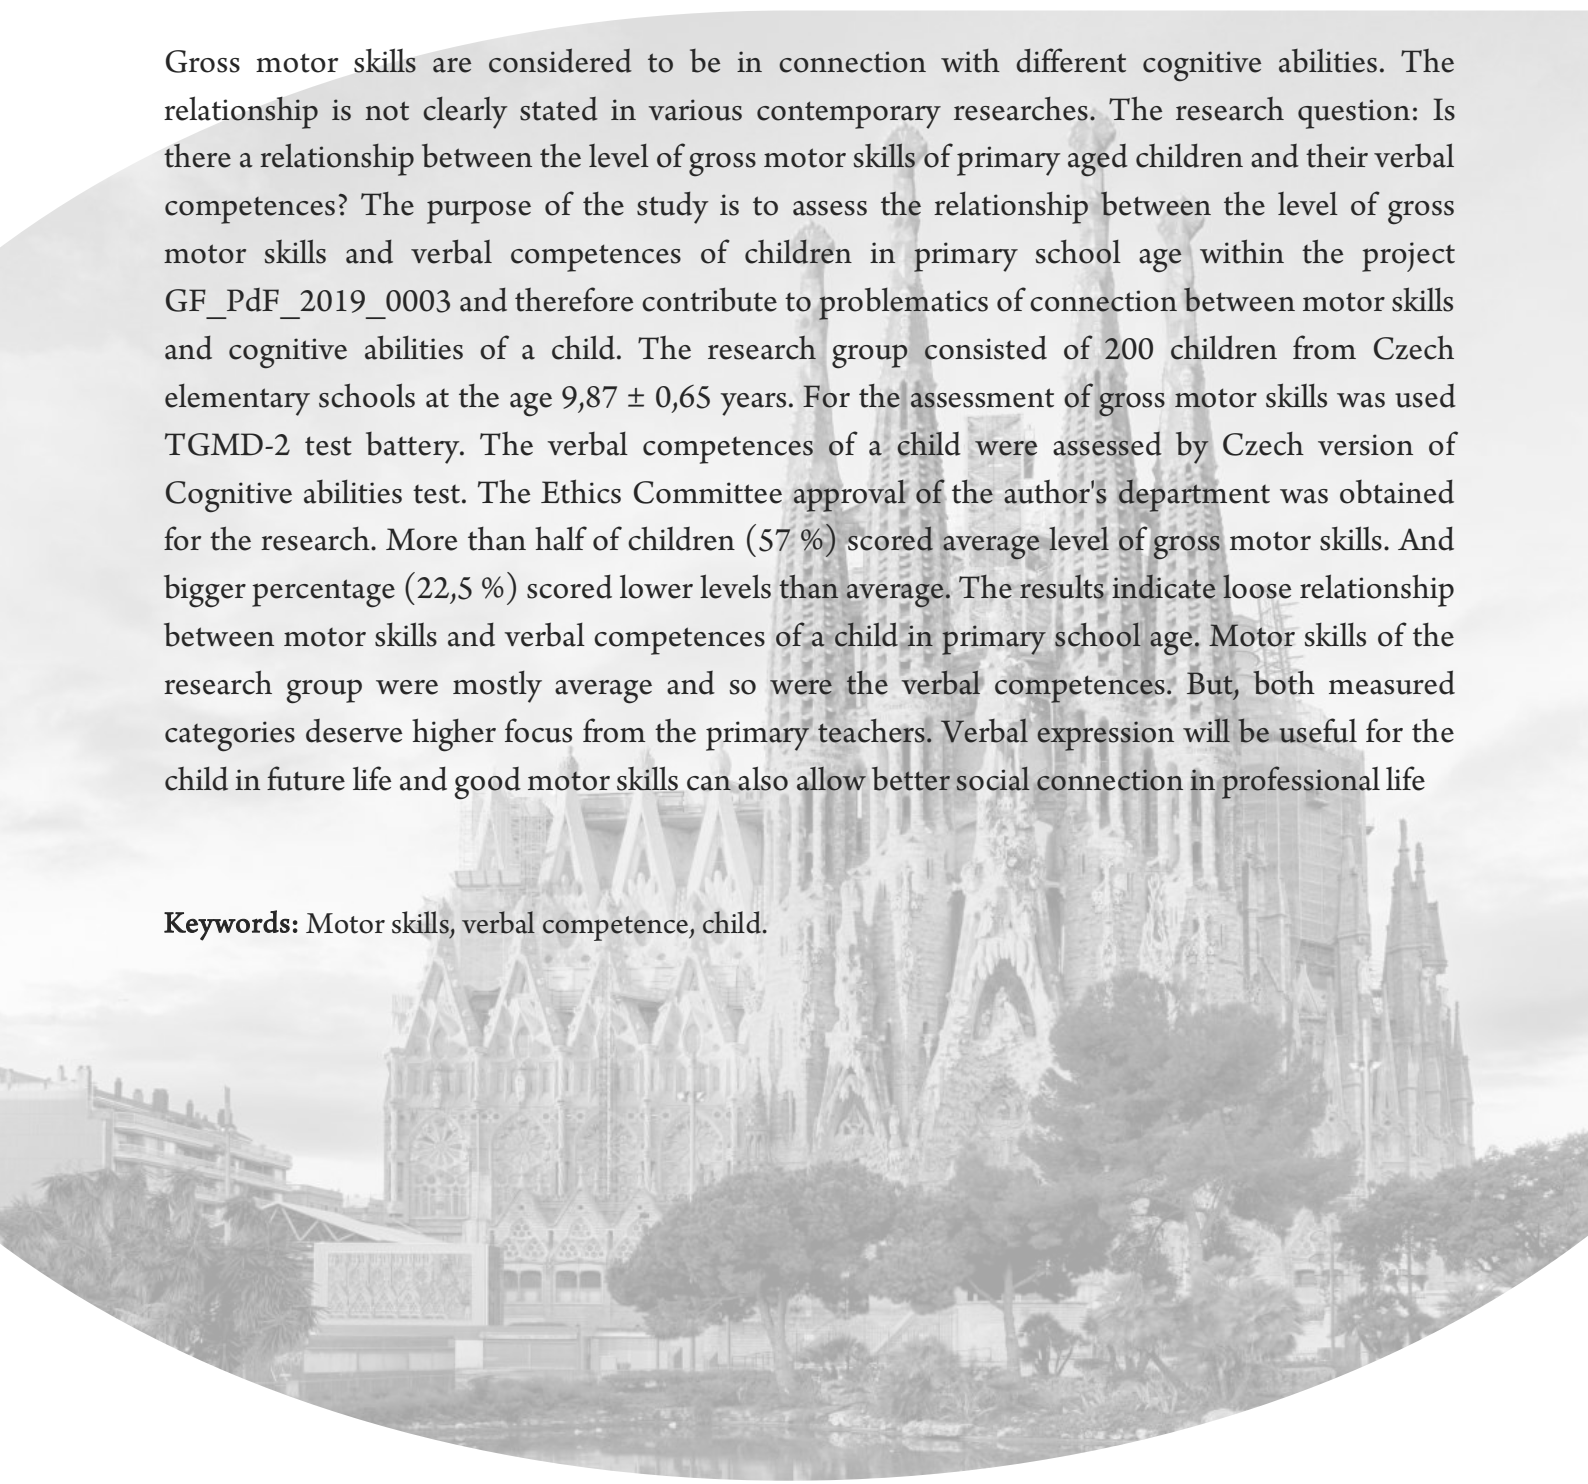 Gross motor skills are considered to be in connection with different cognitive abilities. The
relationship is not clearly stated in various contemporary researches. The research question: Is
there a relationship between the level of gross motor skills of primary aged children and their verbal
competences? The purpose of the study is to assess the relationship between the level of gross
motor skills and verbal competences of children in primary school age within the project
GF_PdF_2019_0003 and therefore contribute to problematics of connection between motor skills
and cognitive abilities of a child. The research group consisted of 200 children from Czech
elementary schools at the age 9,87 ± 0,65 years. For the assessment of gross motor skills was used
TGMD-2 test battery. The verbal competences of a child were assessed by Czech version of
Cognitive abilities test. The Ethics Committee approval of the author's department was obtained
for the research. More than half of children (57 %) scored average level of gross motor skills. And
bigger percentage (22,5 %) scored lower levels than average. The results indicate loose relationship
between motor skills and verbal competences of a child in primary school age. Motor skills of the
research group were mostly average and so were the verbal competences. But, both measured
categories deserve higher focus from the primary teachers. Verbal expression will be useful for the
child in future life and good motor skills can also allow better social connection in professional life
Keywords: Motor skills, verbal competence, child.